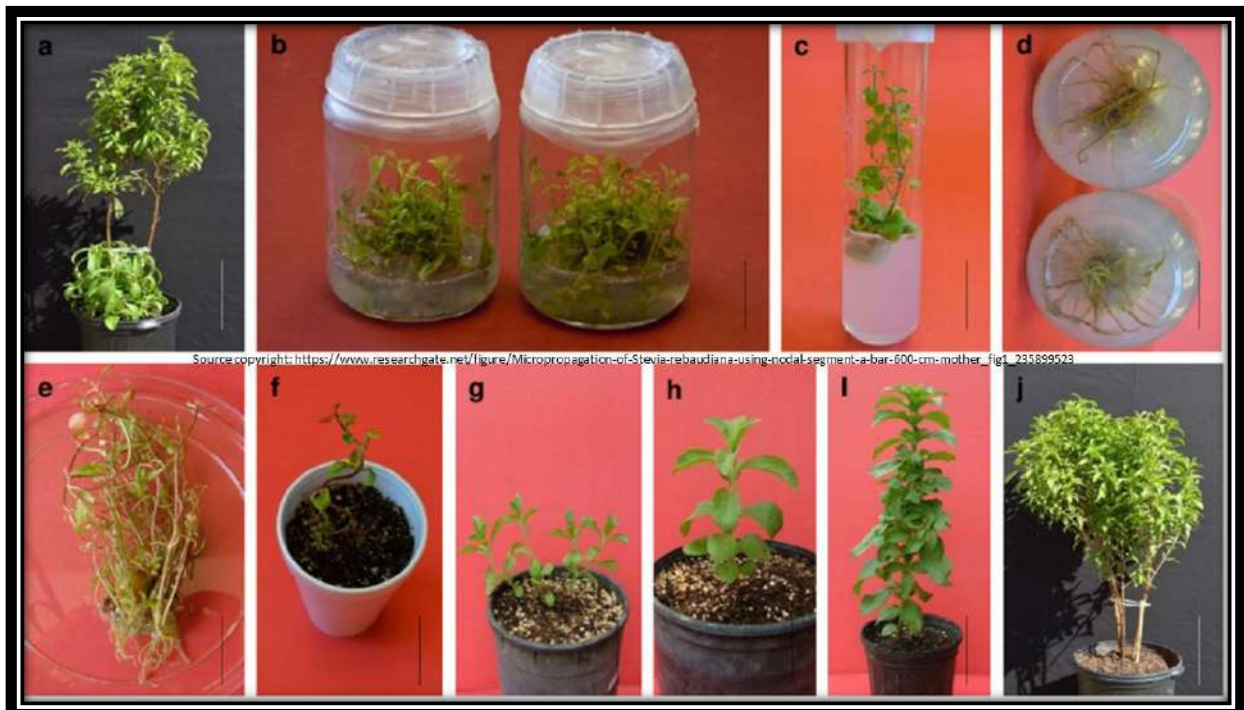 a
b
c
d
Source copyright: https://www.researchgate.net/figure/Micropropagation-of-Stevia-rebaudiana-using-nodal-segment-a-bar-600-cm-mother_fig1_235899523
e
f
g
h
I
j